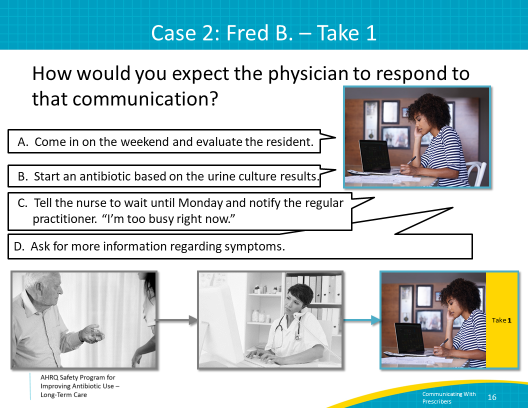 Case 2: Fred B. – Take 1
How would you expect the physician to respond to
that communication?
A. Come in on the weekend and evaluate the resident.
B. Start an antibiotic based on the urine culture results.
C. Tell the nurse to wait until Monday and notify the regular
practitioner. “I’m too busy right now.”
D. Ask for more information regarding symptoms.
Take 1
AHRQ Safety Program for
Improving Antibiotic Use –
Long-Term Care
Communicating With
Prescribers
16